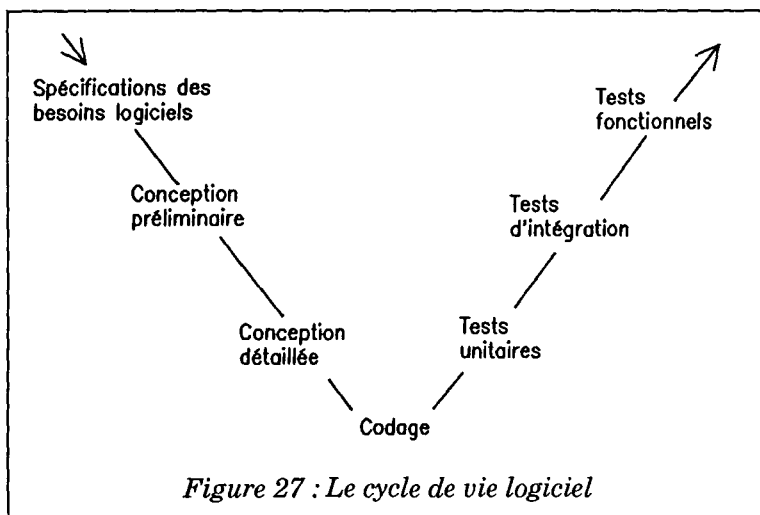 Spécifications des
besoins logiciels
Conception
préliminaire
Conception
détaillée
Codage
Tests
unitaires
Tests
d'intégration
Tests
fonctionnels
Figure 27 : Le cycle de vie logiciel